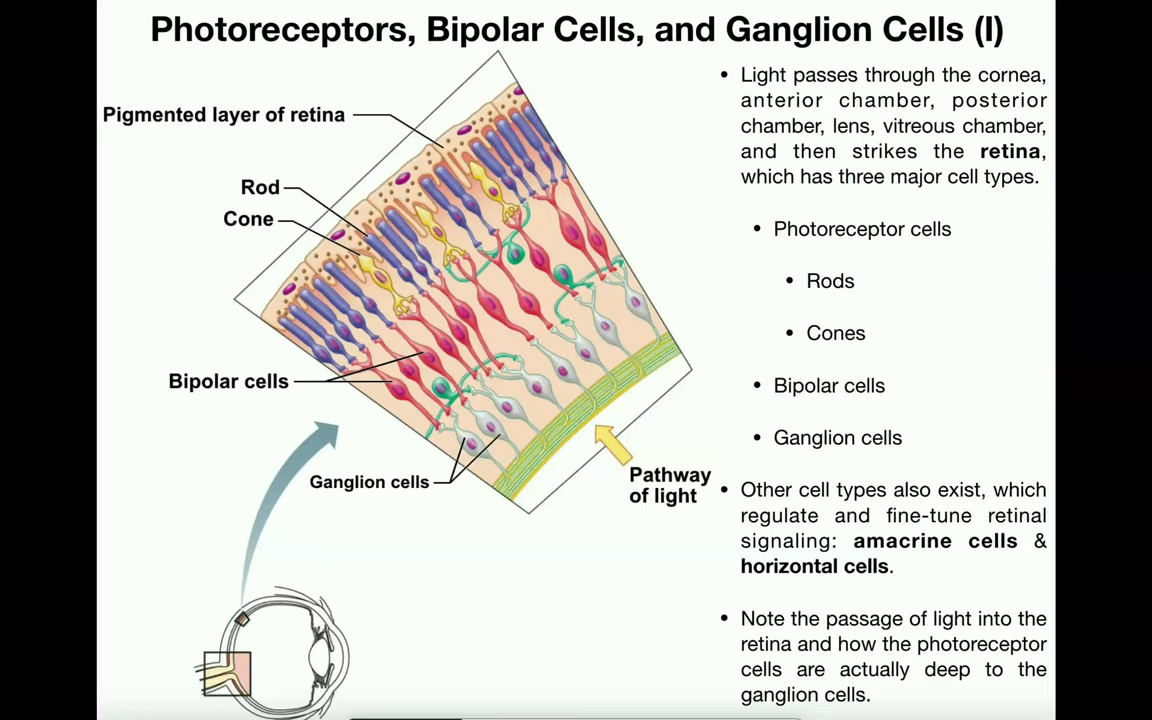 Photoreceptors, Bipolar Cells, and Ganglion Cells (I)
Pigmented layer of retina
Rod
Cone
Bipolar cells
Ganglion cells
Pathway
of light
• Light passes through the cornea,
anterior chamber, posterior
chamber, lens, vitreous chamber,
and then strikes the retina,
which has three major cell types.
• Photoreceptor cells
• Rods
• Cones
• Bipolar cells
• Ganglion cells
• Other cell types also exist, which
regulate and fine-tune retinal
signaling: amacrine cells &
horizontal cells.
• Note the passage of light into the
retina and how the photoreceptor
cells are actually deep to the
ganglion cells.